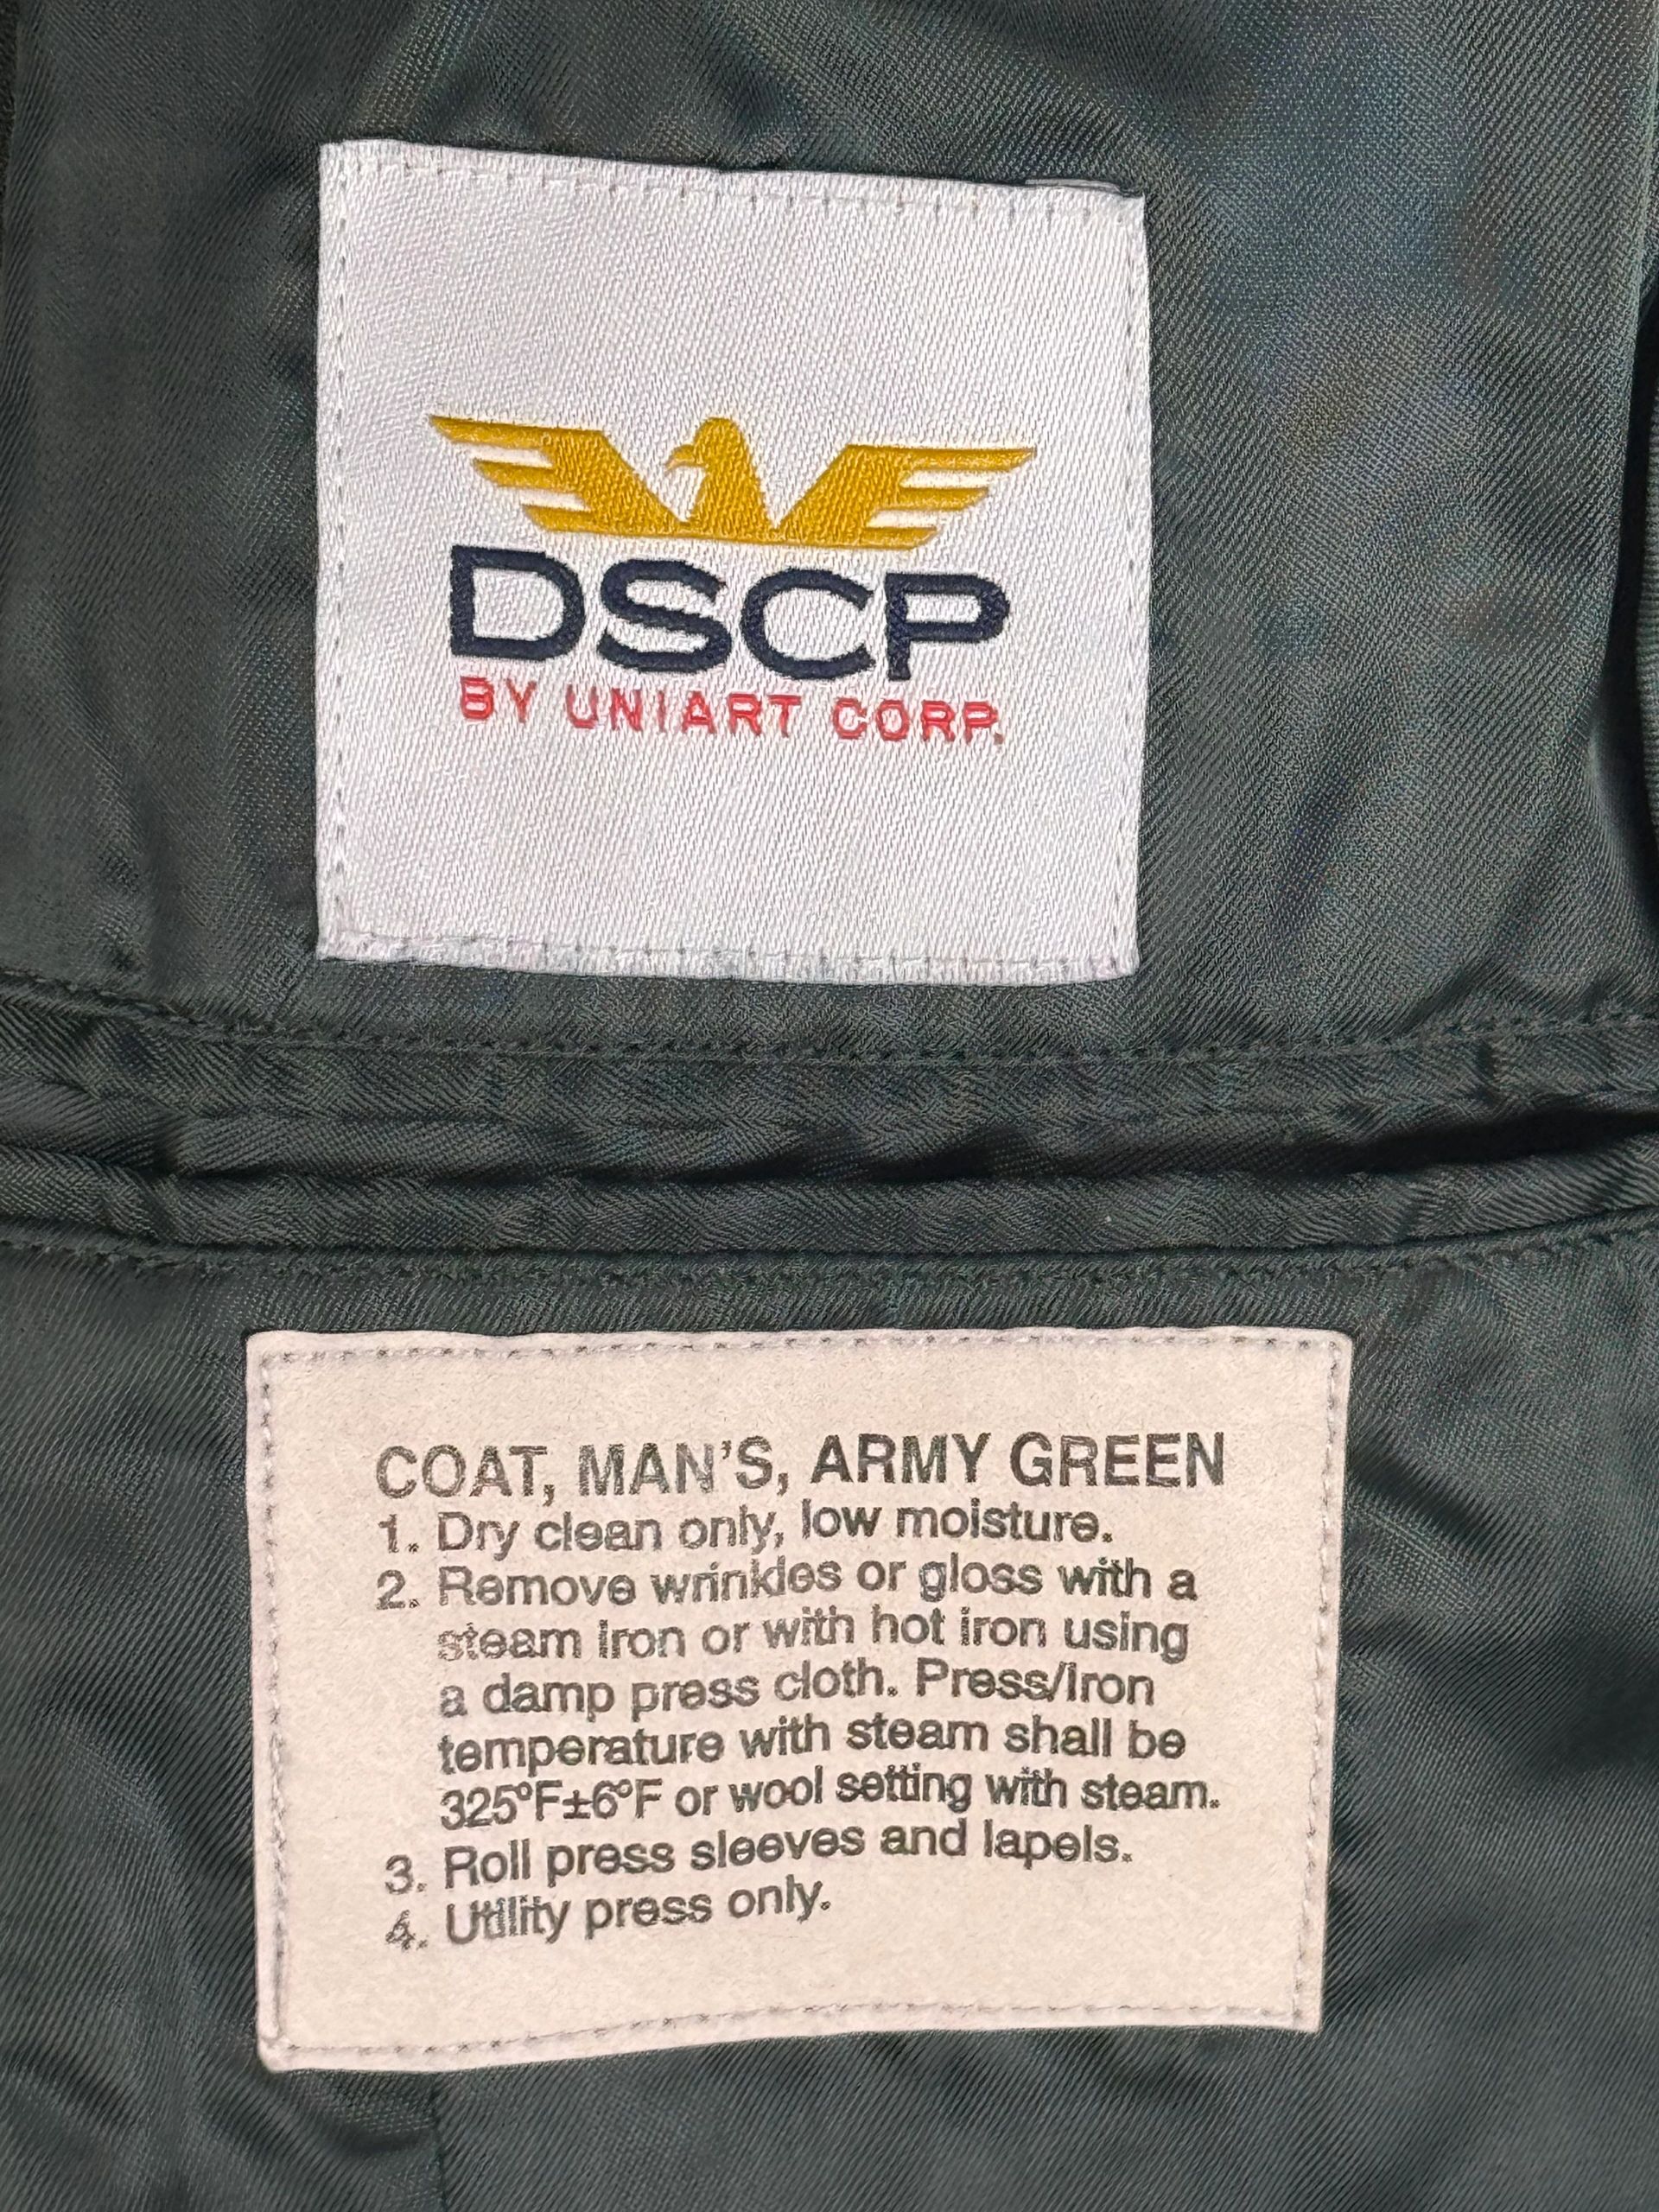 DSCP
BY UNIART CORP.
COAT, MAN'S, ARMY GREEN
1. Dry clean only, low moisture.
2. Remove wrinkles or gloss with a
steam iron or with hot iron using
a damp press cloth. Press/Iron
temperature with steam shall be
325°F±6°F or wool setting with steam.
3. Roll press sleeves and lapels.
4. Utility press only.